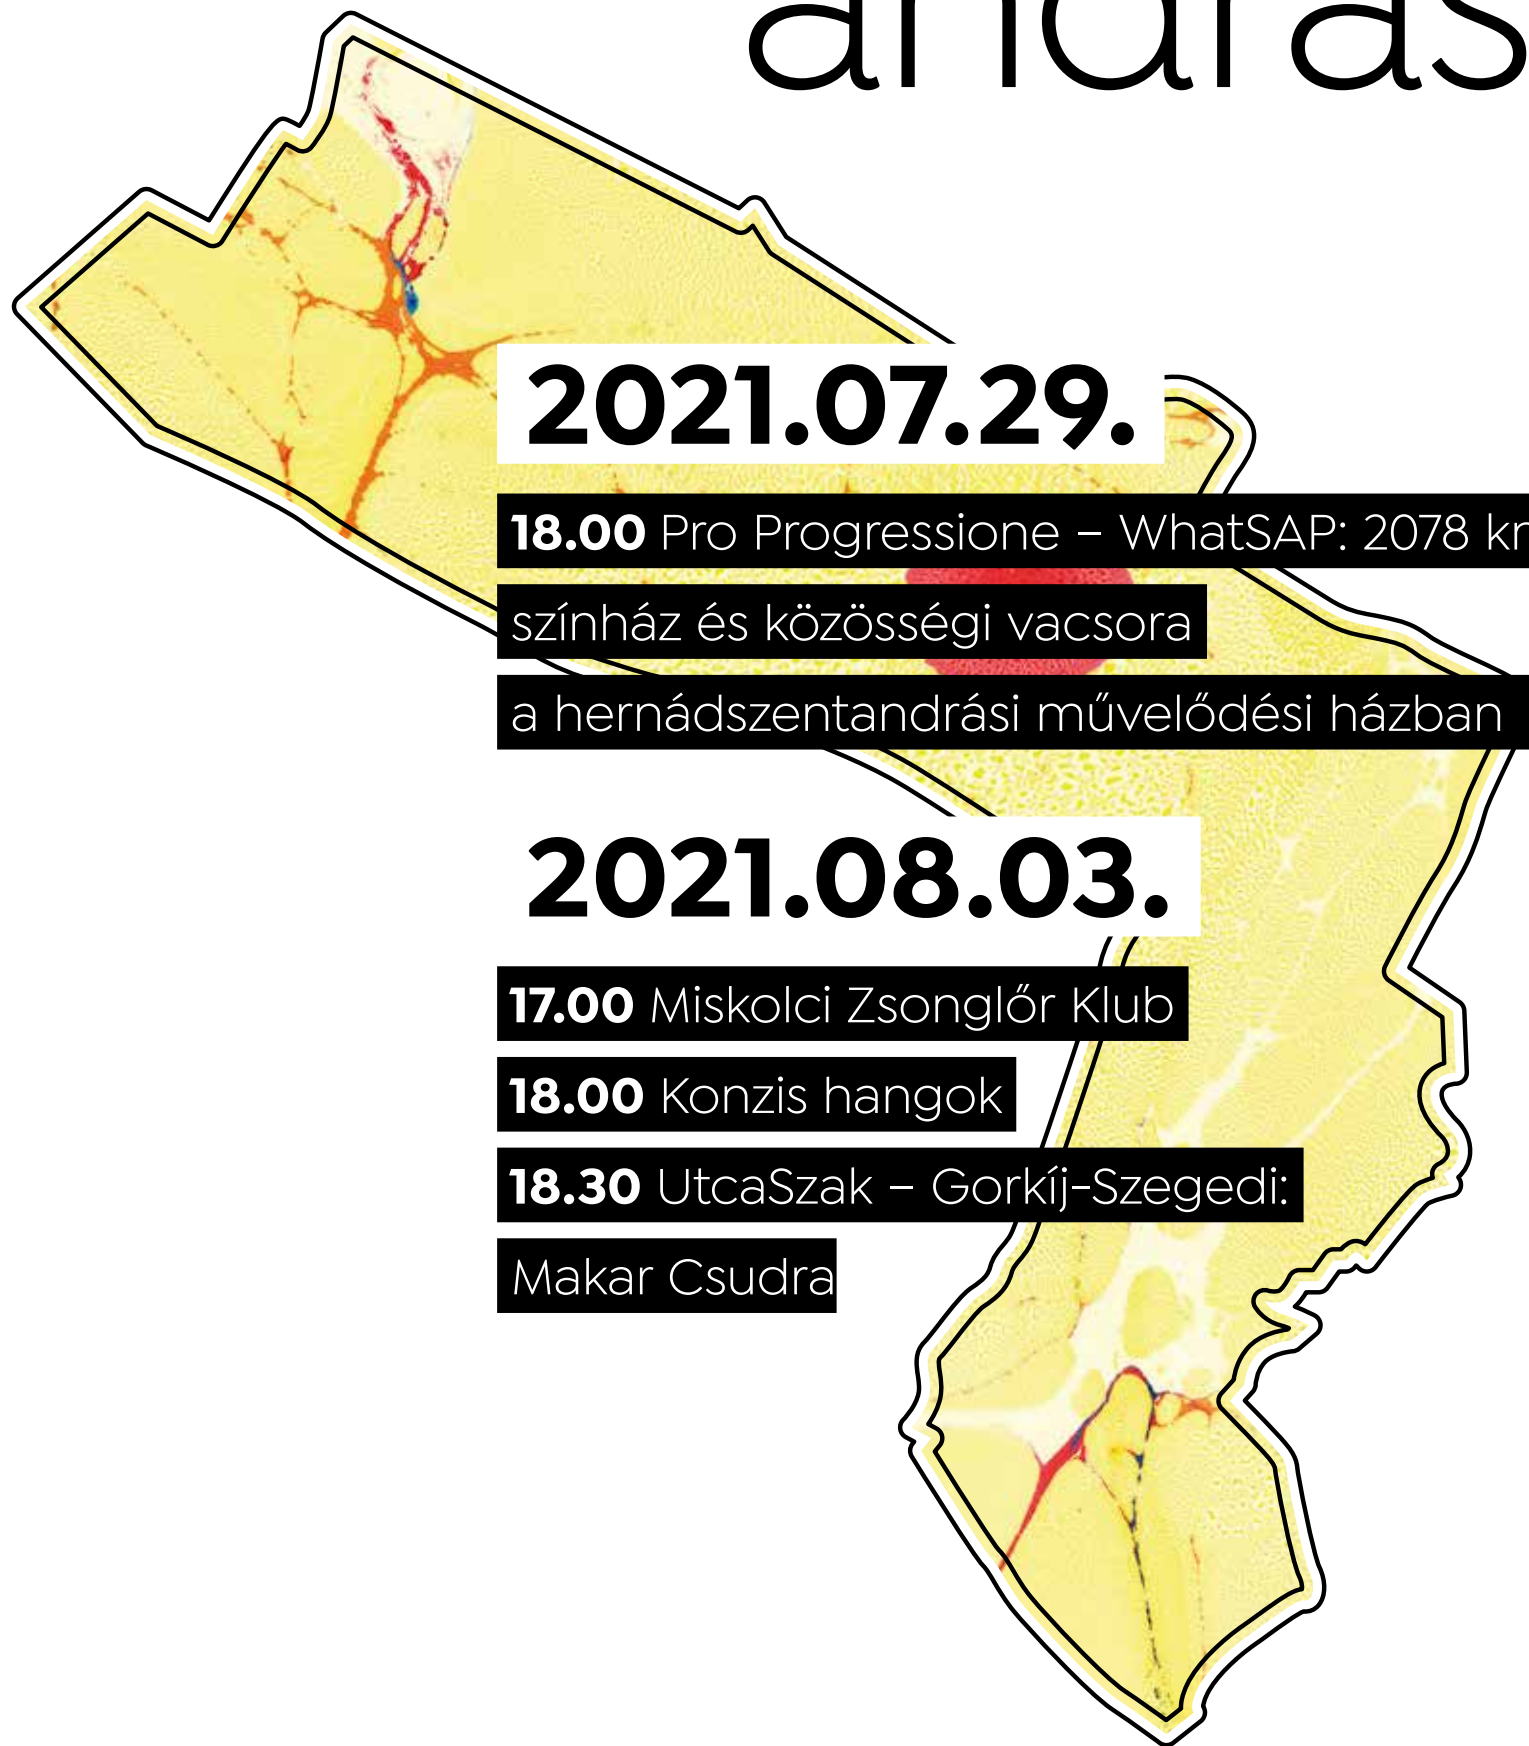 andrás
2021.07.29.
18.00 Pro Progressione – WhatSAP: 2078 km
színház és közösségi vacsora
a hernádszentandrási művelődési házban
2021.08.03.
17.00 Miskolci Zsonglőr Klub
18.00 Konzis hangok
18.30 UtcaSzak – Gorkíj-Szegedi:
Makar Csudra